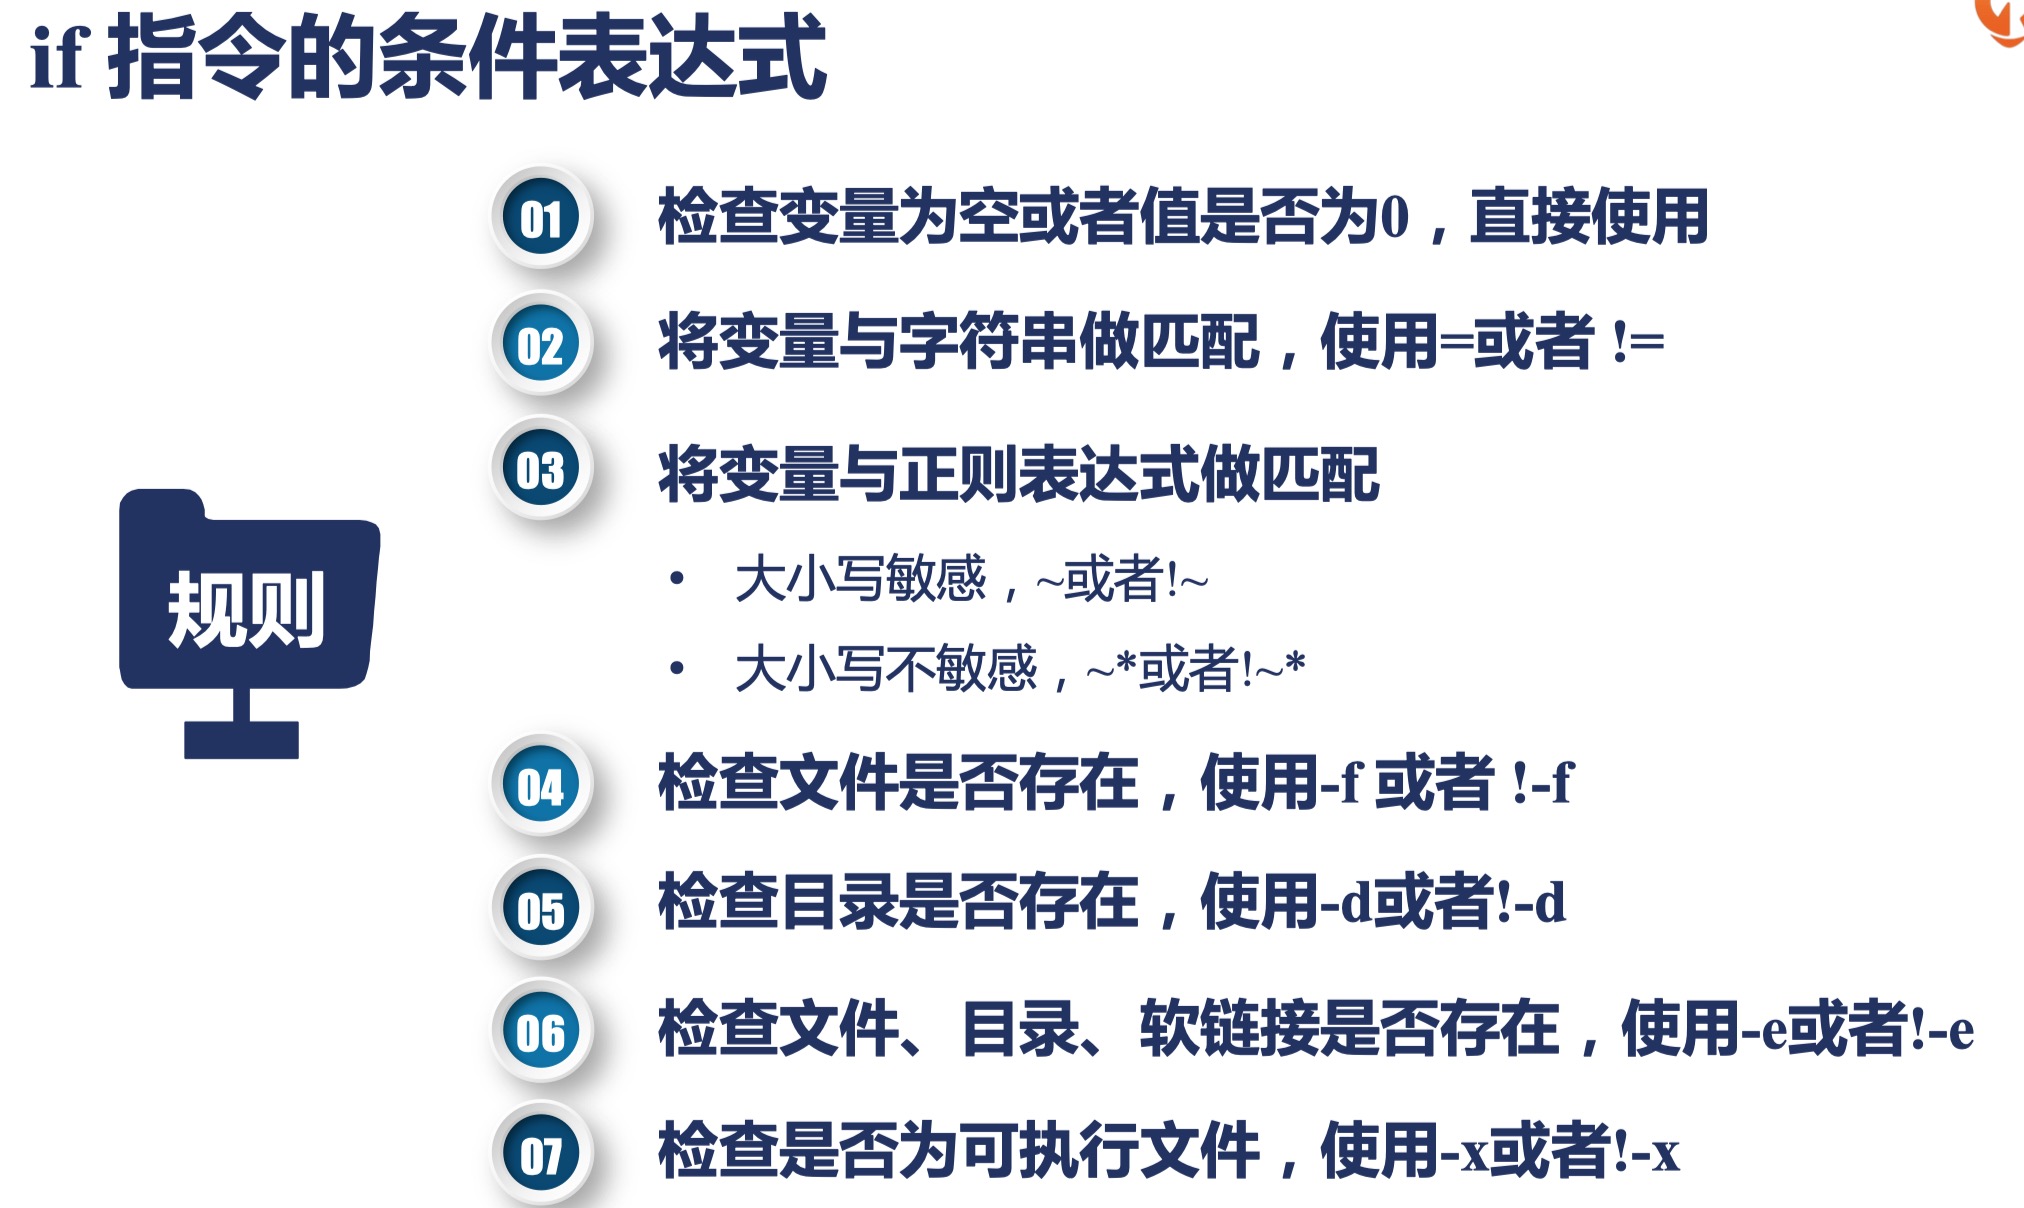 if 指令的条件表达式
01 检查变量为空或者值是否为0，直接使用
02 将变量与字符串做匹配，使用=或者 !=
03 将变量与正则表达式做匹配
• 大小写敏感，~或者!~
• 大小写不敏感，~*或者!~*
规则
04 检查文件是否存在，使用-f 或者 !-f
05 检查目录是否存在，使用-d或者!-d
06 检查文件、目录、软链接是否存在，使用-e或者!-e
07 检查是否为可执行文件，使用-x或者!-x